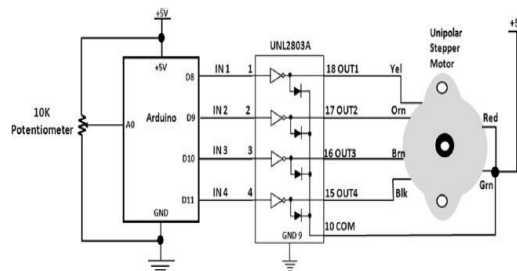 +5V
+5V
10K
Potentiometer
A0
Arduino
D8
D9
D10
D11
GND
IN 1
IN 2
IN 3
IN 4
UNL2803A
1
2
3
4
18 OUT1
17 OUT2
16 OUT3
15 OUT4
10 COM
GND 9
Yel
Orn
Brn
Blk
Unipolar
Stepper
Motor
Red
Grn